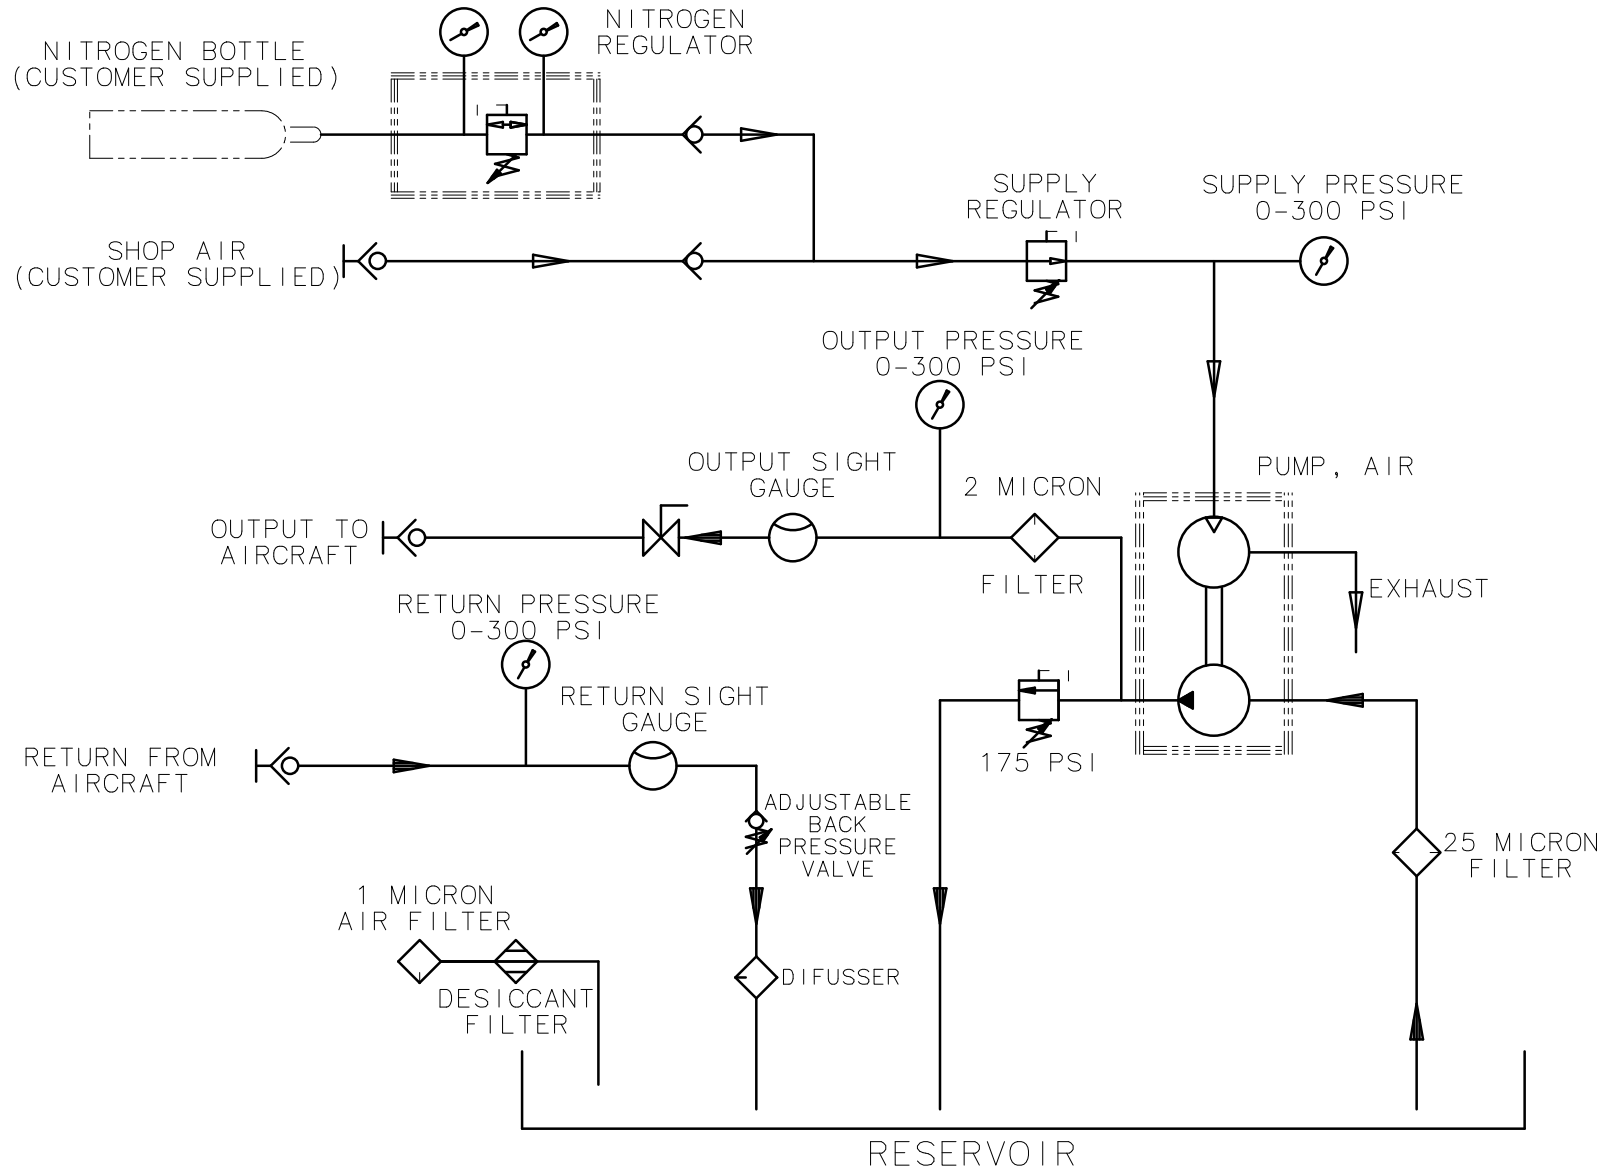 NITROGEN
REGULATOR
NITROGEN BOTTLE
(CUSTOMER SUPPLIED)
SUPPLY
REGULATOR
SUPPLY PRESSURE
0-300 PSI
SHOP AIR
(CUSTOMER SUPPLIED)
OUTPUT PRESSURE
0-300 PSI
OUTPUT SIGHT
GAUGE
2 MICRON
FILTER
PUMP, AIR
OUTPUT TO
AIRCRAFT
EXHAUST
RETURN PRESSURE
0-300 PSI
RETURN SIGHT
GAUGE
RETURN FROM
AIRCRAFT
175 PSI
ADJUSTABLE
BACK
PRESSURE
VALVE
25 MICRON
FILTER
1 MICRON
AIR FILTER
DESICCANT
FILTER
DIFUSSER
RESERVOIR